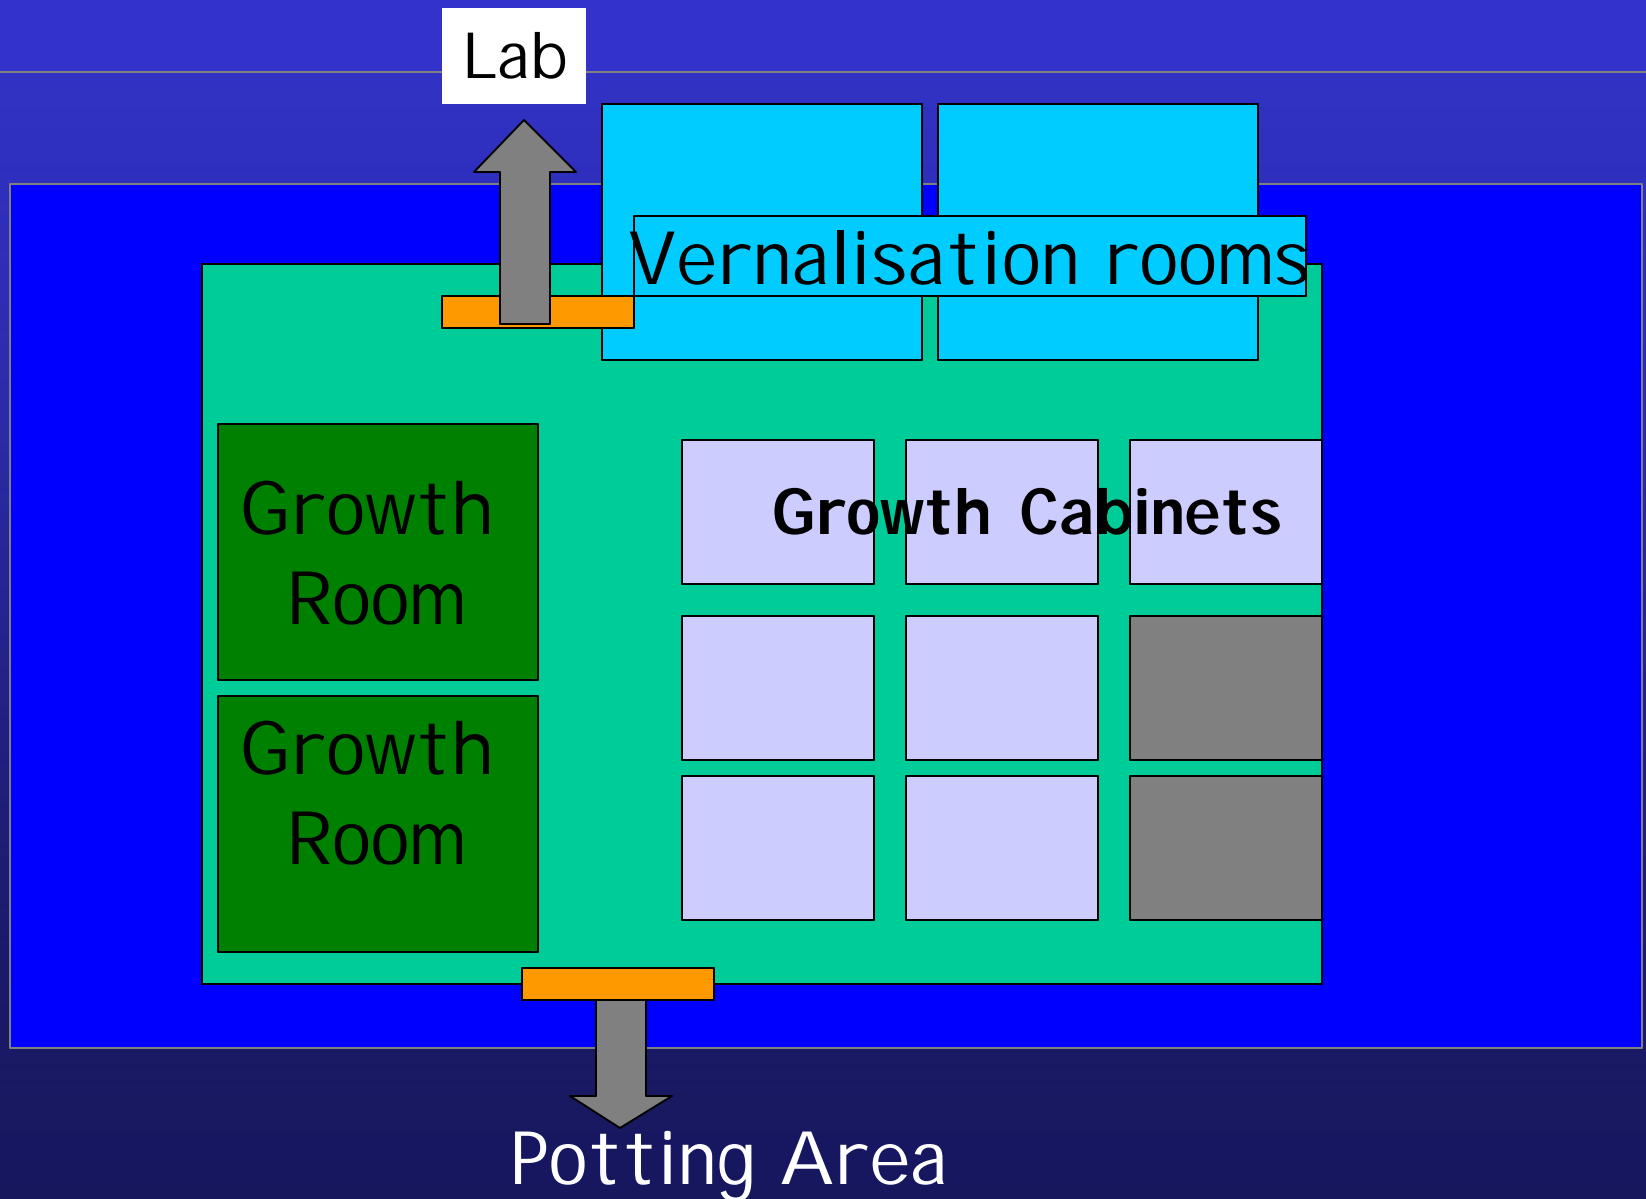 Lab
Vernalisation rooms
Growth
Room
Growth Cabinets
Growth
Room
Potting Area